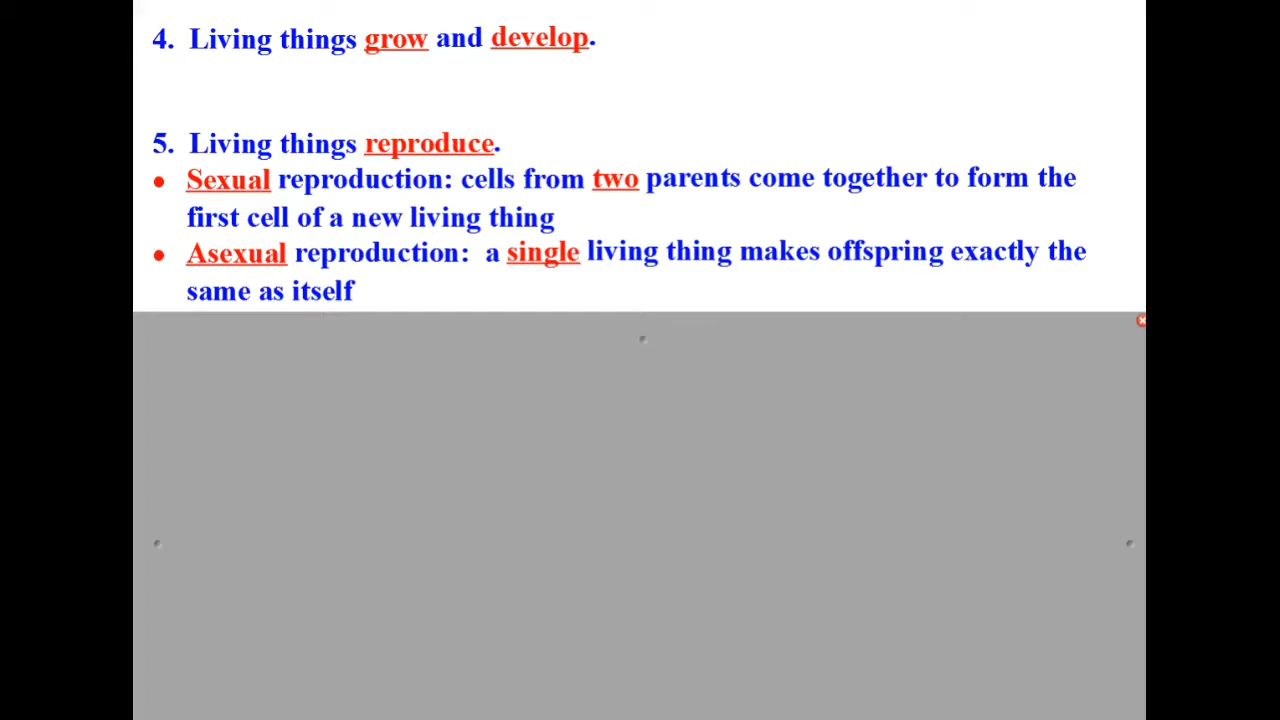 4. Living things grow and develop.
5. Living things reproduce.
• Sexual reproduction: cells from two parents come together to form the
first cell of a new living thing
• Asexual reproduction: a single living thing makes offspring exactly the
same as itself